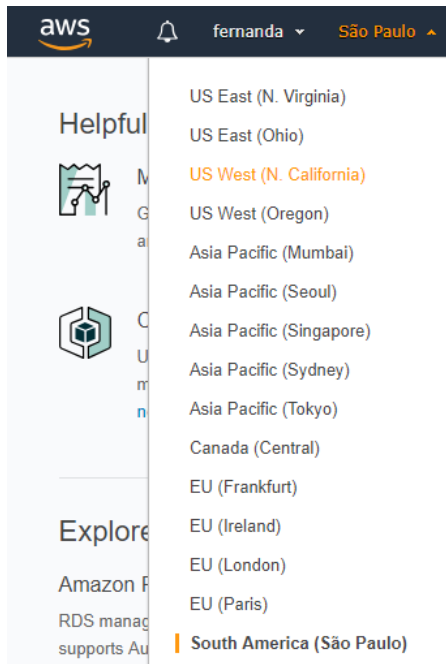 aws
fernanda
São Paulo
US East (N. Virginia)
US East (Ohio)
US West (N. California)
US West (Oregon)
Asia Pacific (Mumbai)
Asia Pacific (Seoul)
Asia Pacific (Singapore)
Asia Pacific (Sydney)
Asia Pacific (Tokyo)
Canada (Central)
EU (Frankfurt)
EU (Ireland)
EU (London)
EU (Paris)
South America (São Paulo)
Helpful
Explore
Amazon
RDS manag
supports Au